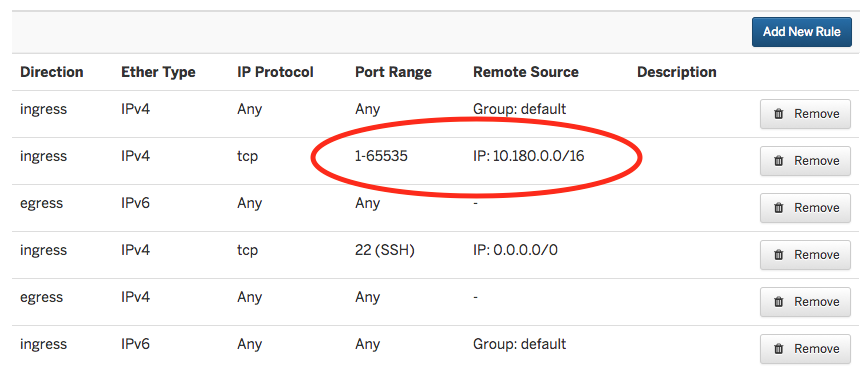 Add New Rule
Direction Ether Type IP Protocol Port Range Remote Source Description
ingress IPv4 Any Any Group: default Remove
ingress IPv4 tcp 1-65535 IP: 10.180.0.0/16 Remove
egress IPv6 Any Any - Remove
ingress IPv4 tcp 22 (SSH) IP: 0.0.0.0/0 Remove
egress IPv4 Any Any - Remove
ingress IPv6 Any Any Group: default Remove